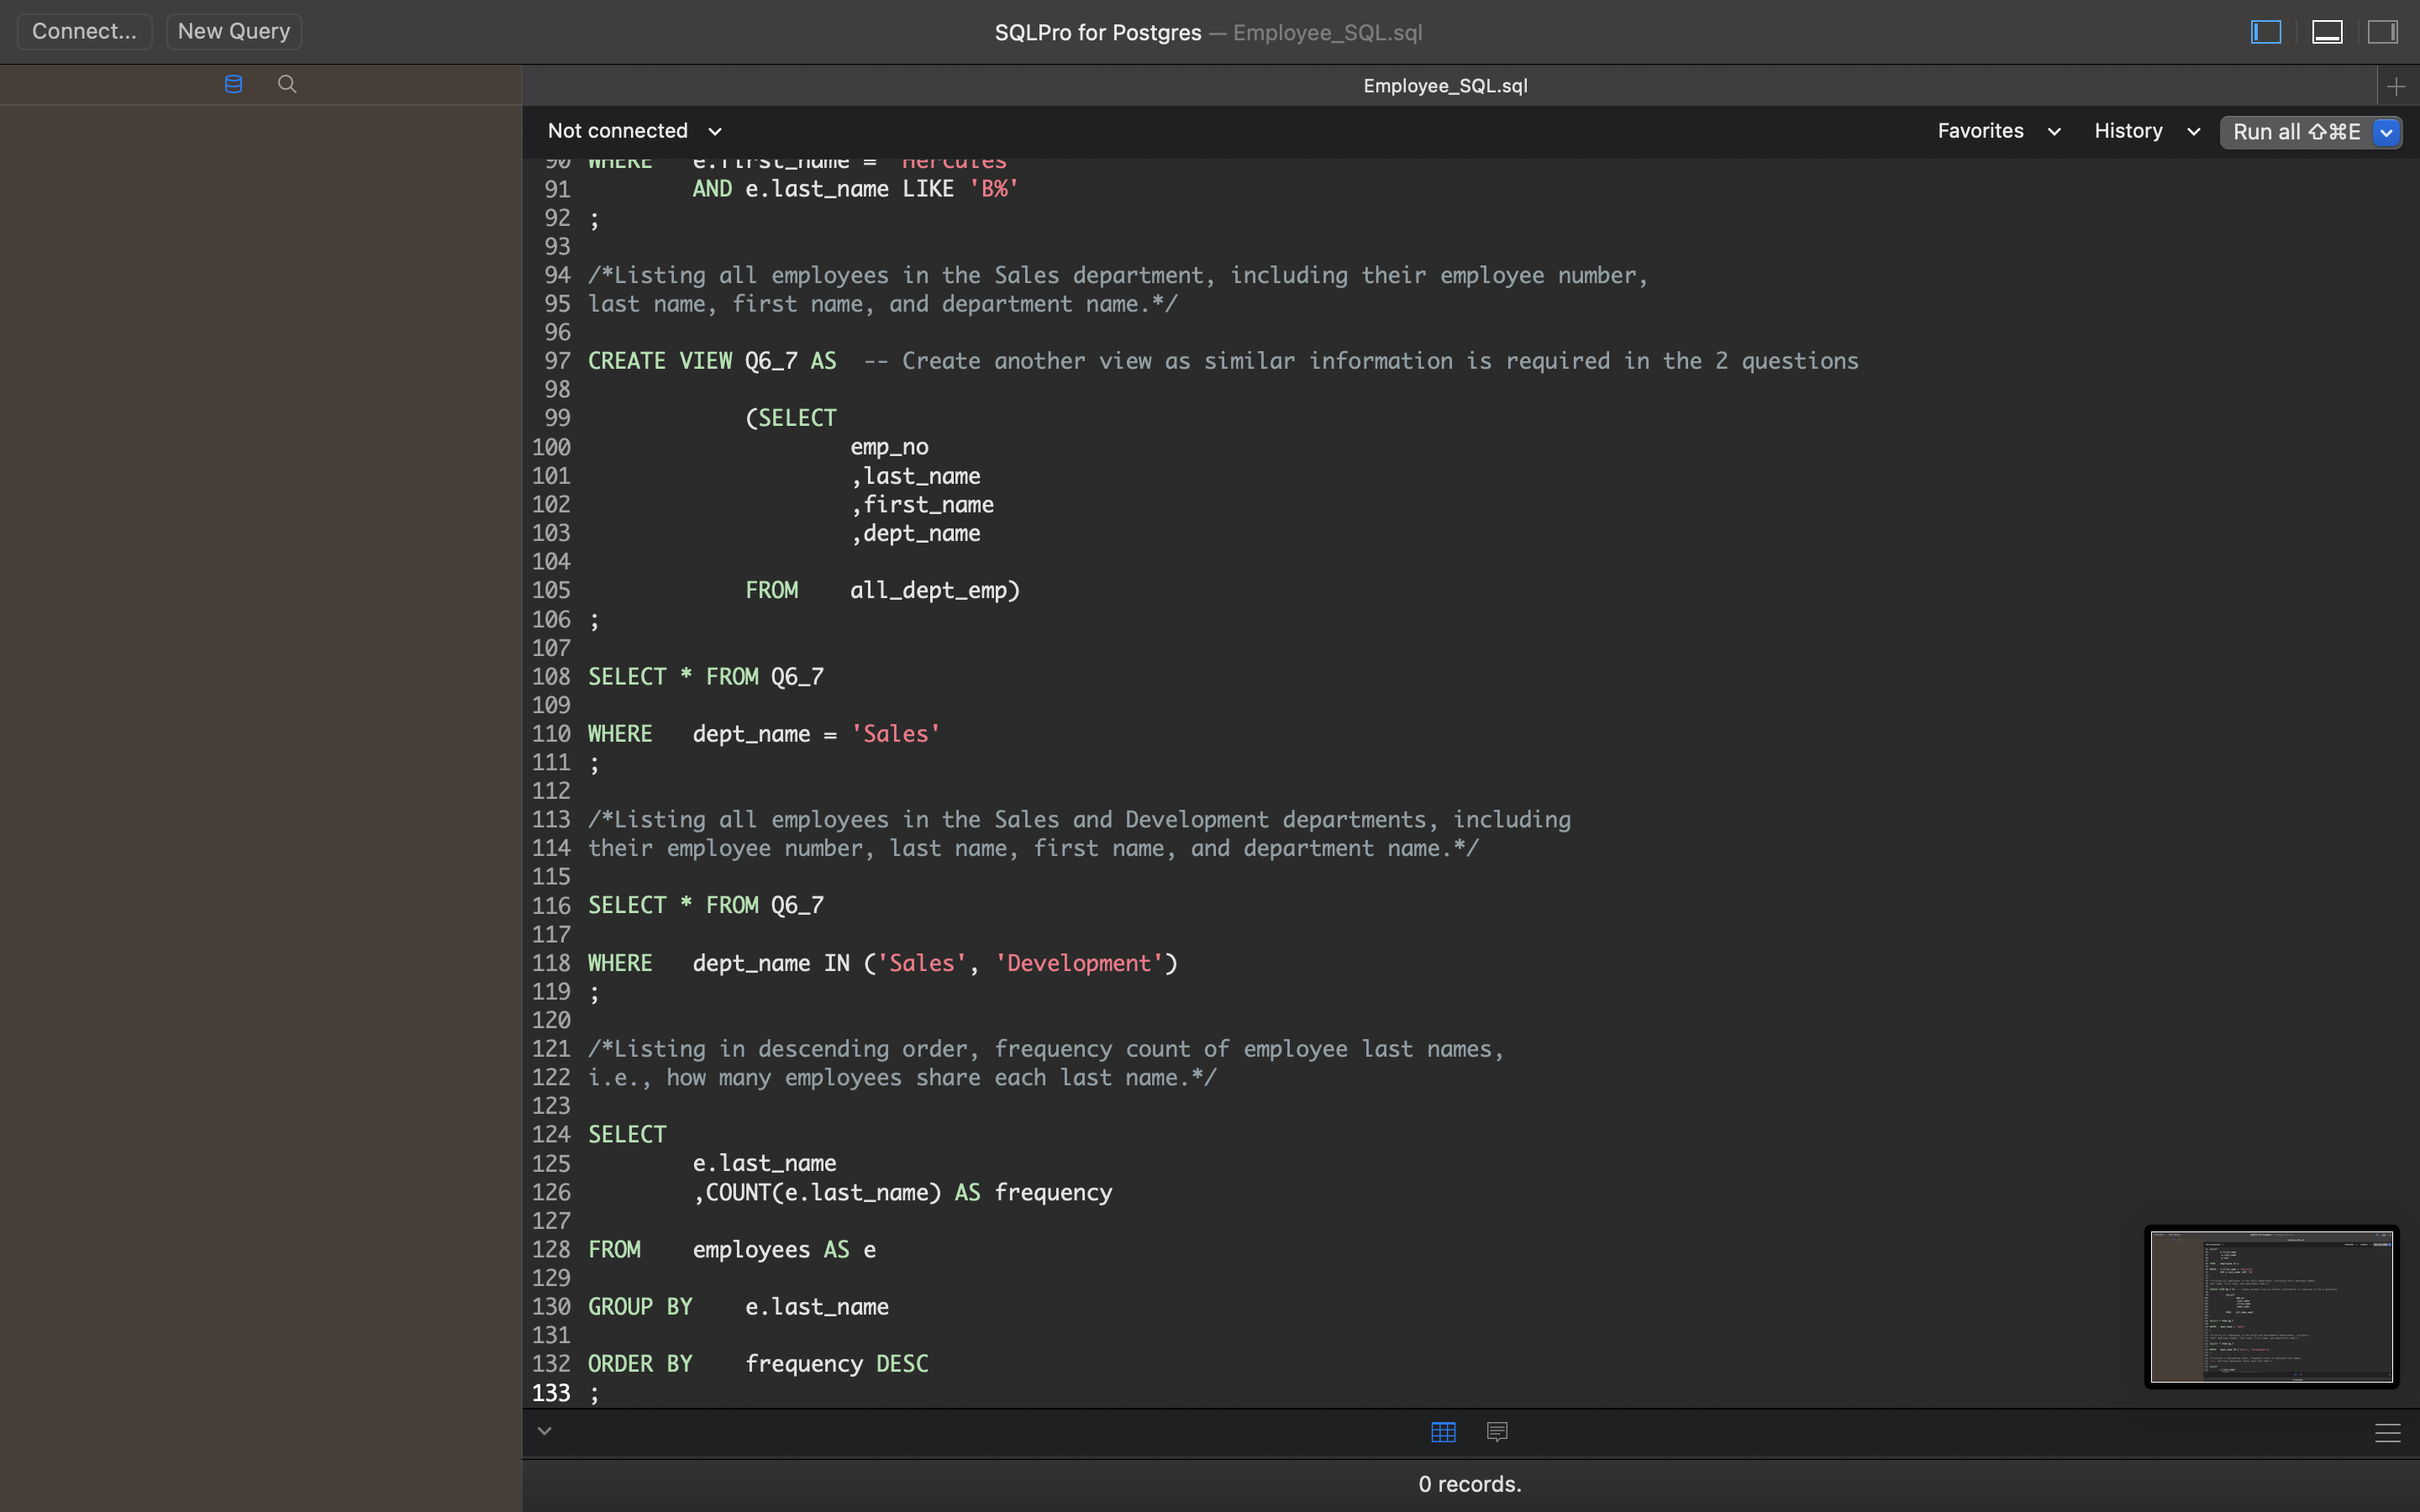 Connect... New Query SQLPro for Postgres — Employee_SQL.sql
Employee_SQL.sql
Not connected Favorites History Run all ⇧⌘E
90 WHERE e.first_name = 'Hercules'
91 AND e.last_name LIKE 'B%'
92 ;
93
94 /*Listing all employees in the Sales department, including their employee number,
95 last name, first name, and department name.*/
96
97 CREATE VIEW Q6_7 AS -- Create another view as similar information is required in the 2 questions
98
99 (SELECT
100 emp_no
101 ,last_name
102 ,first_name
103 ,dept_name
104
105 FROM all_dept_emp)
106 ;
107
108 SELECT * FROM Q6_7
109
110 WHERE dept_name = 'Sales'
111 ;
112
113 /*Listing all employees in the Sales and Development departments, including
114 their employee number, last name, first name, and department name.*/
115
116 SELECT * FROM Q6_7
117
118 WHERE dept_name IN ('Sales', 'Development')
119 ;
120
121 /*Listing in descending order, frequency count of employee last names,
122 i.e., how many employees share each last name.*/
123
124 SELECT
125 e.last_name
126 ,COUNT(e.last_name) AS frequency
127
128 FROM employees AS e
129
130 GROUP BY e.last_name
131
132 ORDER BY frequency DESC
133 ;
0 records.